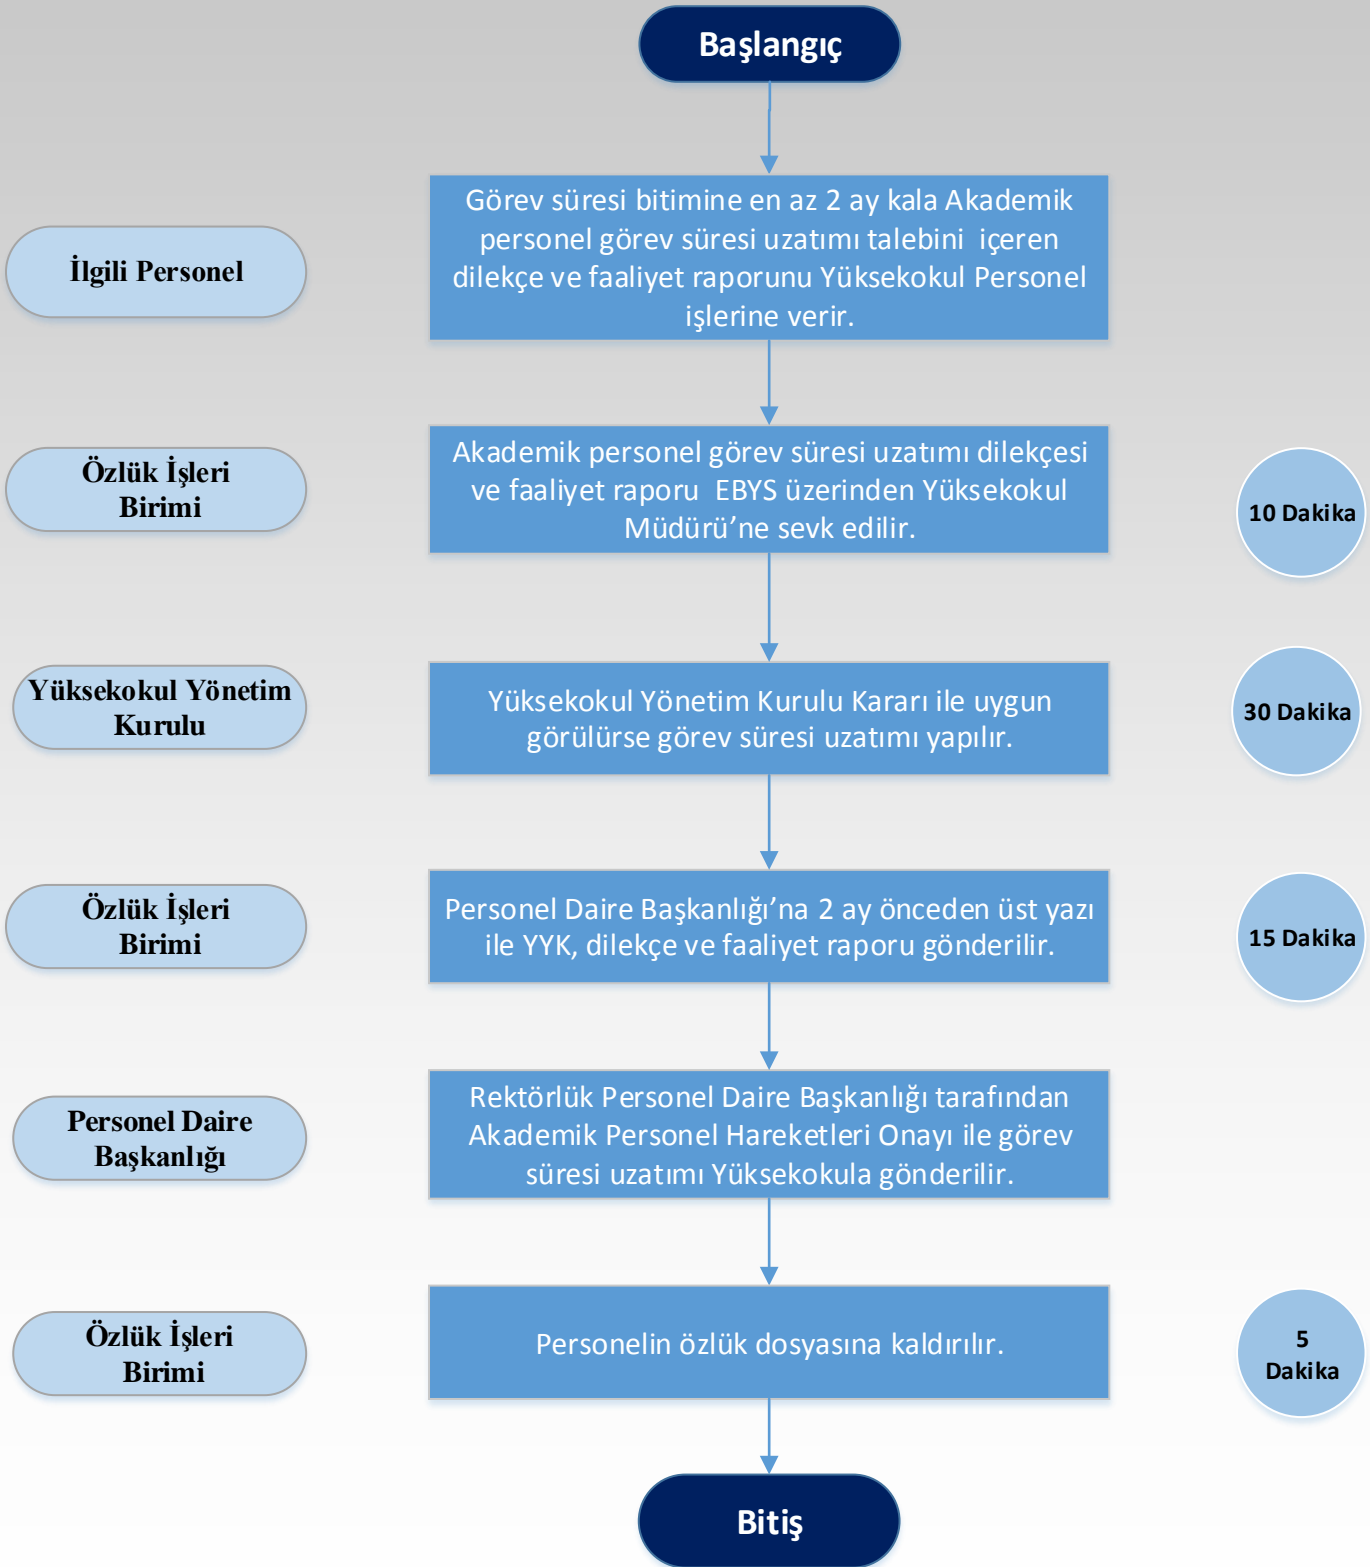 Başlangıç
İlgili Personel
Görev süresi bitimine en az 2 ay kala Akademik
personel görev süresi uzatımı talebini  içeren
dilekçe ve faaliyet raporunu Yüksekokul Personel
işlerine verir.
Özlük İşleri
Birimi
Akademik personel görev süresi uzatımı dilekçesi
ve faaliyet raporu  EBYS üzerinden Yüksekokul
Müdürü’ne sevk edilir.
10 Dakika
Yüksekokul Yönetim
Kurulu
Yüksekokul Yönetim Kurulu Kararı ile uygun
görülürse görev süresi uzatımı yapılır.
30 Dakika
Özlük İşleri
Birimi
Personel Daire Başkanlığı’na 2 ay önceden üst yazı
ile YYK, dilekçe ve faaliyet raporu gönderilir.
15 Dakika
Personel Daire
Başkanlığı
Rektörlük Personel Daire Başkanlığı tarafından
Akademik Personel Hareketleri Onayı ile görev
süresi uzatımı Yüksekokula gönderilir.
Özlük İşleri
Birimi
Personelin özlük dosyasına kaldırılır.
5
Dakika
Bitiş